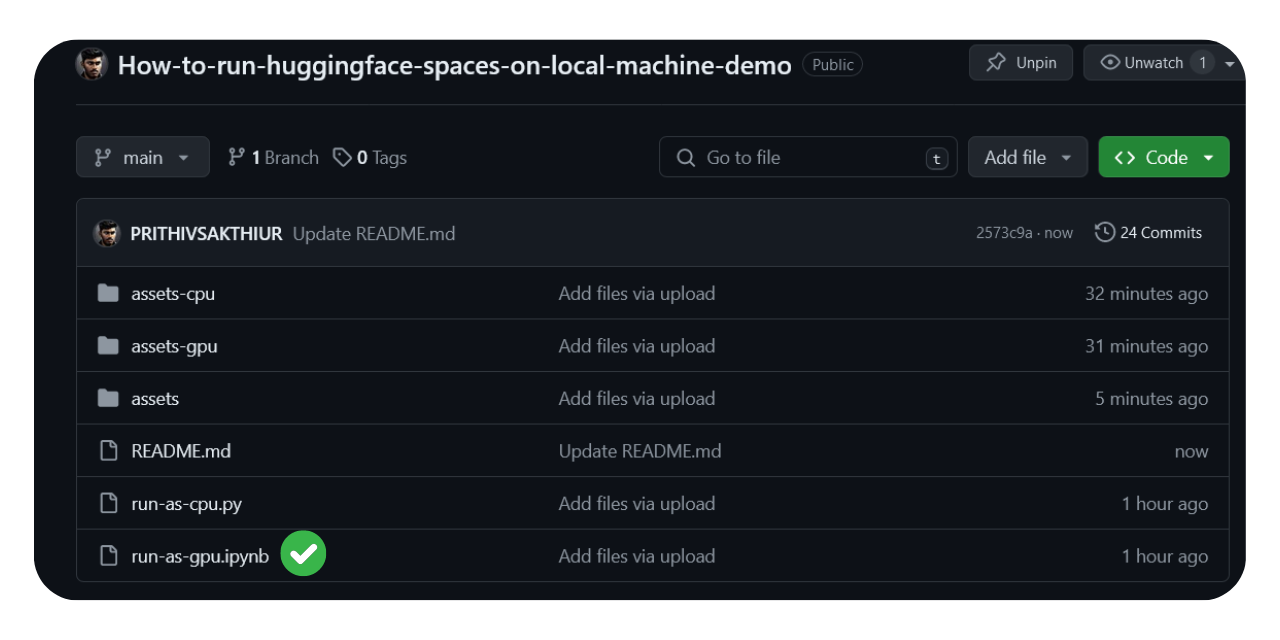 How-to-run-huggingface-spaces-on-local-machine-demo Public Unpin Unwatch 1
main 1 Branch 0 Tags Go to file t Add file Code
PRITHIVSAKTHIUR Update README.md 2573c9a · now 24 Commits
assets-cpu Add files via upload 32 minutes ago
assets-gpu Add files via upload 31 minutes ago
assets Add files via upload 5 minutes ago
README.md Update README.md now
run-as-cpu.py Add files via upload 1 hour ago
run-as-gpu.ipynb Add files via upload 1 hour ago